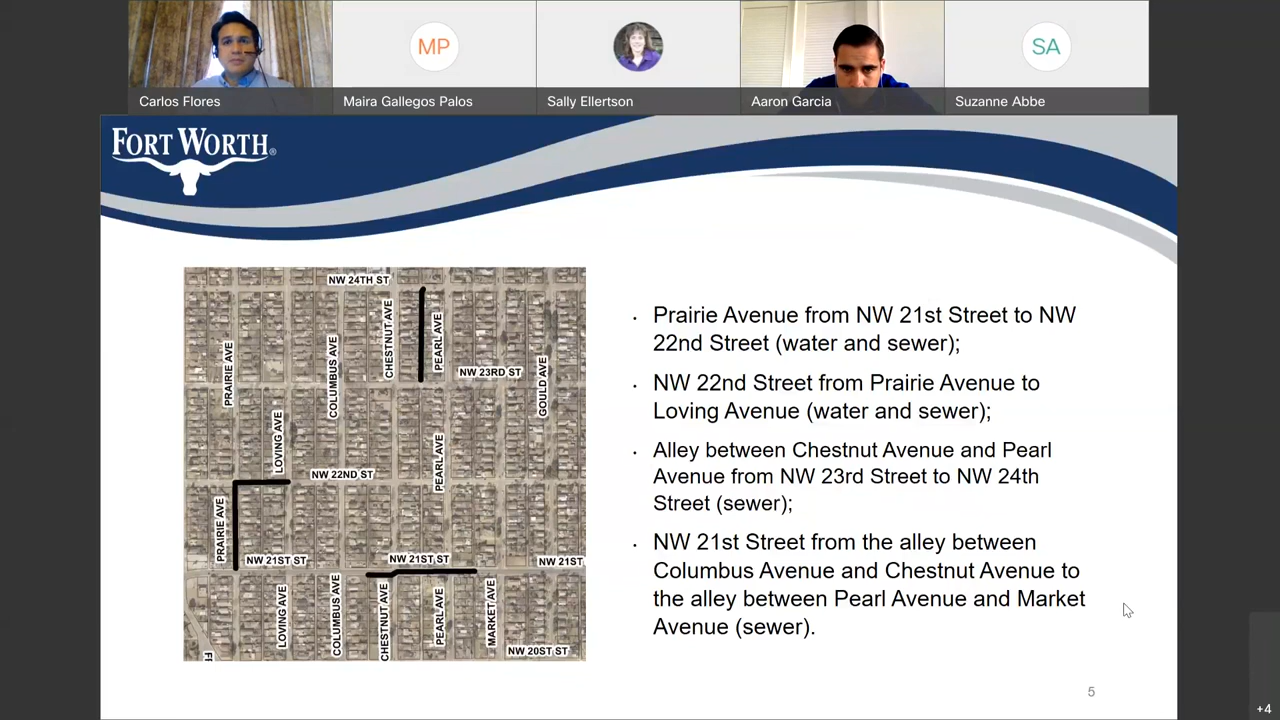 MP
SA
Carlos Flores
Maira Gallegos Palos
Sally Ellertson
Aaron Garcia
Suzanne Abbe
FORT WORTH®
NW 24TH ST
CHESTNUT AVE
PEARL AVE
PRAIRIE AVE
COLUMBUS AVE
NW 23RD ST
GOULD AVE
LOVING AVE
PEARL AVE
NW 22ND ST
PRAIRIE AVE
NW 21ST ST
NW 21ST ST
NW 21ST
LOVING AVE
COLUMBUS AVE
CHESTNUT AVE
PEARL AVE
MARKET AVE
NW 20ST ST
Prairie Avenue from NW 21st Street to NW
22nd Street (water and sewer);
NW 22nd Street from Prairie Avenue to
Loving Avenue (water and sewer);
Alley between Chestnut Avenue and Pearl
Avenue from NW 23rd Street to NW 24th
Street (sewer);
NW 21st Street from the alley between
Columbus Avenue and Chestnut Avenue to
the alley between Pearl Avenue and Market
Avenue (sewer).
5
+4